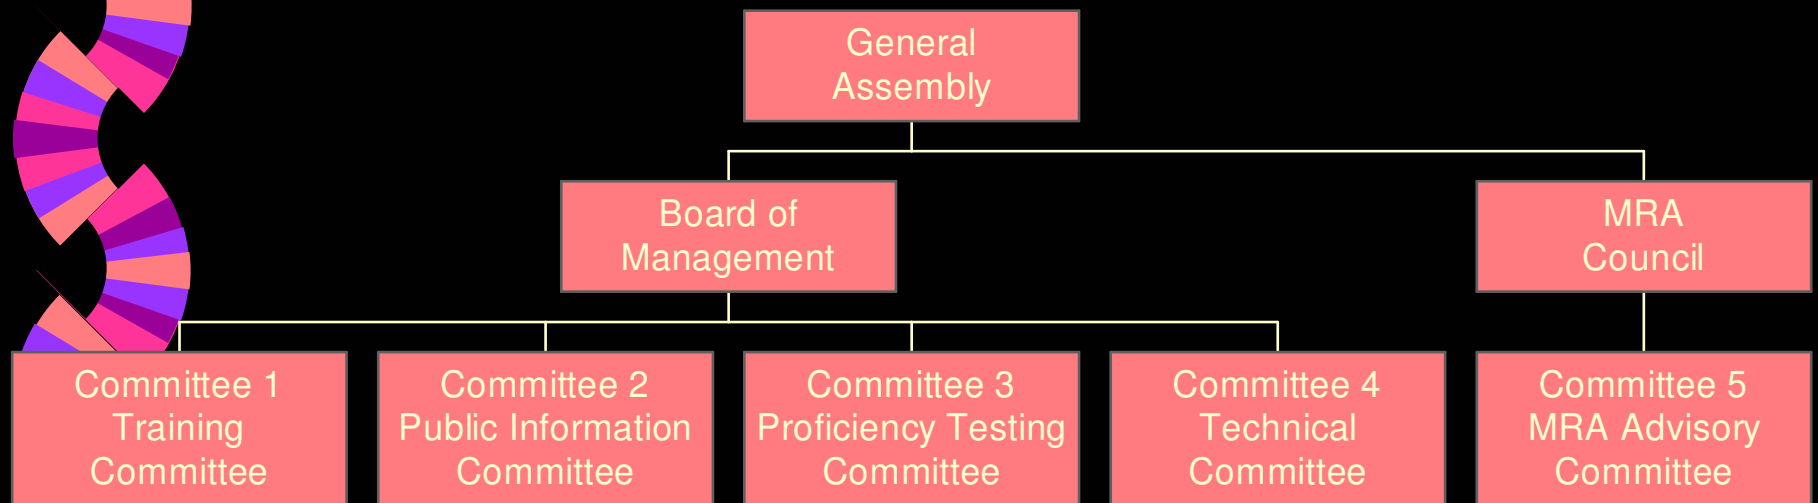 General
Assembly
Board of
Management
MRA
Council
Committee 1
Training
Committee
Committee 2
Public Information
Committee
Committee 3
Proficiency Testing
Committee
Committee 4
Technical
Committee
Committee 5
MRA Advisory
Committee